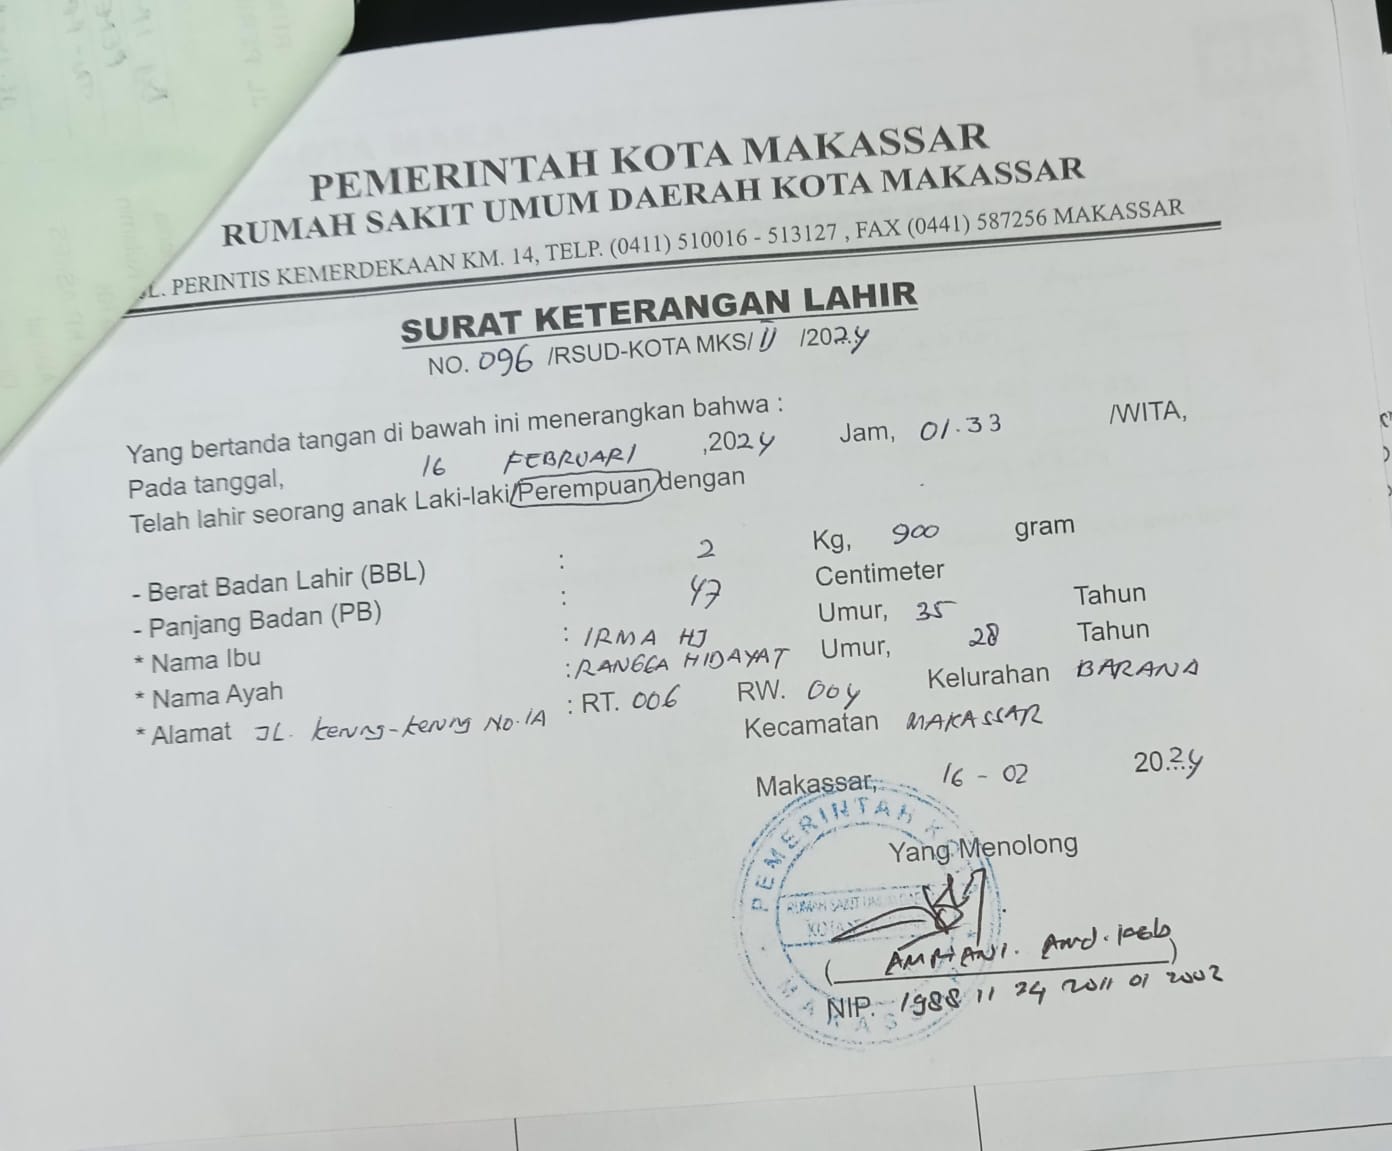 PEMERINTAH KOTA MAKASSAR
RUMAH SAKIT UMUM DAERAH KOTA MAKASSAR
JL. PERINTIS KEMERDEKAAN KM. 14, TELP. (0411) 510016 - 513127 , FAX (0441) 587256 MAKASSAR
SURAT KETERANGAN LAHIR
NO. 096 /RSUD-KOTA MKS/ II /2024
Yang bertanda tangan di bawah ini menerangkan bahwa :
Pada tanggal, 16 FEBRUARI ,2024 Jam, 01.33 /WITA,
Telah lahir seorang anak Laki-laki/Perempuan dengan
- Berat Badan Lahir (BBL) : 2 Kg, 900 gram
- Panjang Badan (PB) : 47 Centimeter
* Nama Ibu : IRMA HJ Umur, 35 Tahun
* Nama Ayah : RANGGA HIDAYAT Umur, 28 Tahun
* Alamat JL. kerung-kerung No.1A : RT. 006 RW. 004 Kelurahan BARANA
Kecamatan MAKASSAR
Makassar, 16 - 02 2024
Yang Menolong
PEMERINTAH KO
RUMAH SAKIT UMUM DAE
KOTA
MAKASS
( AMHANI. Amd.keb )
NIP. 1988 11 24 2011 01 2002